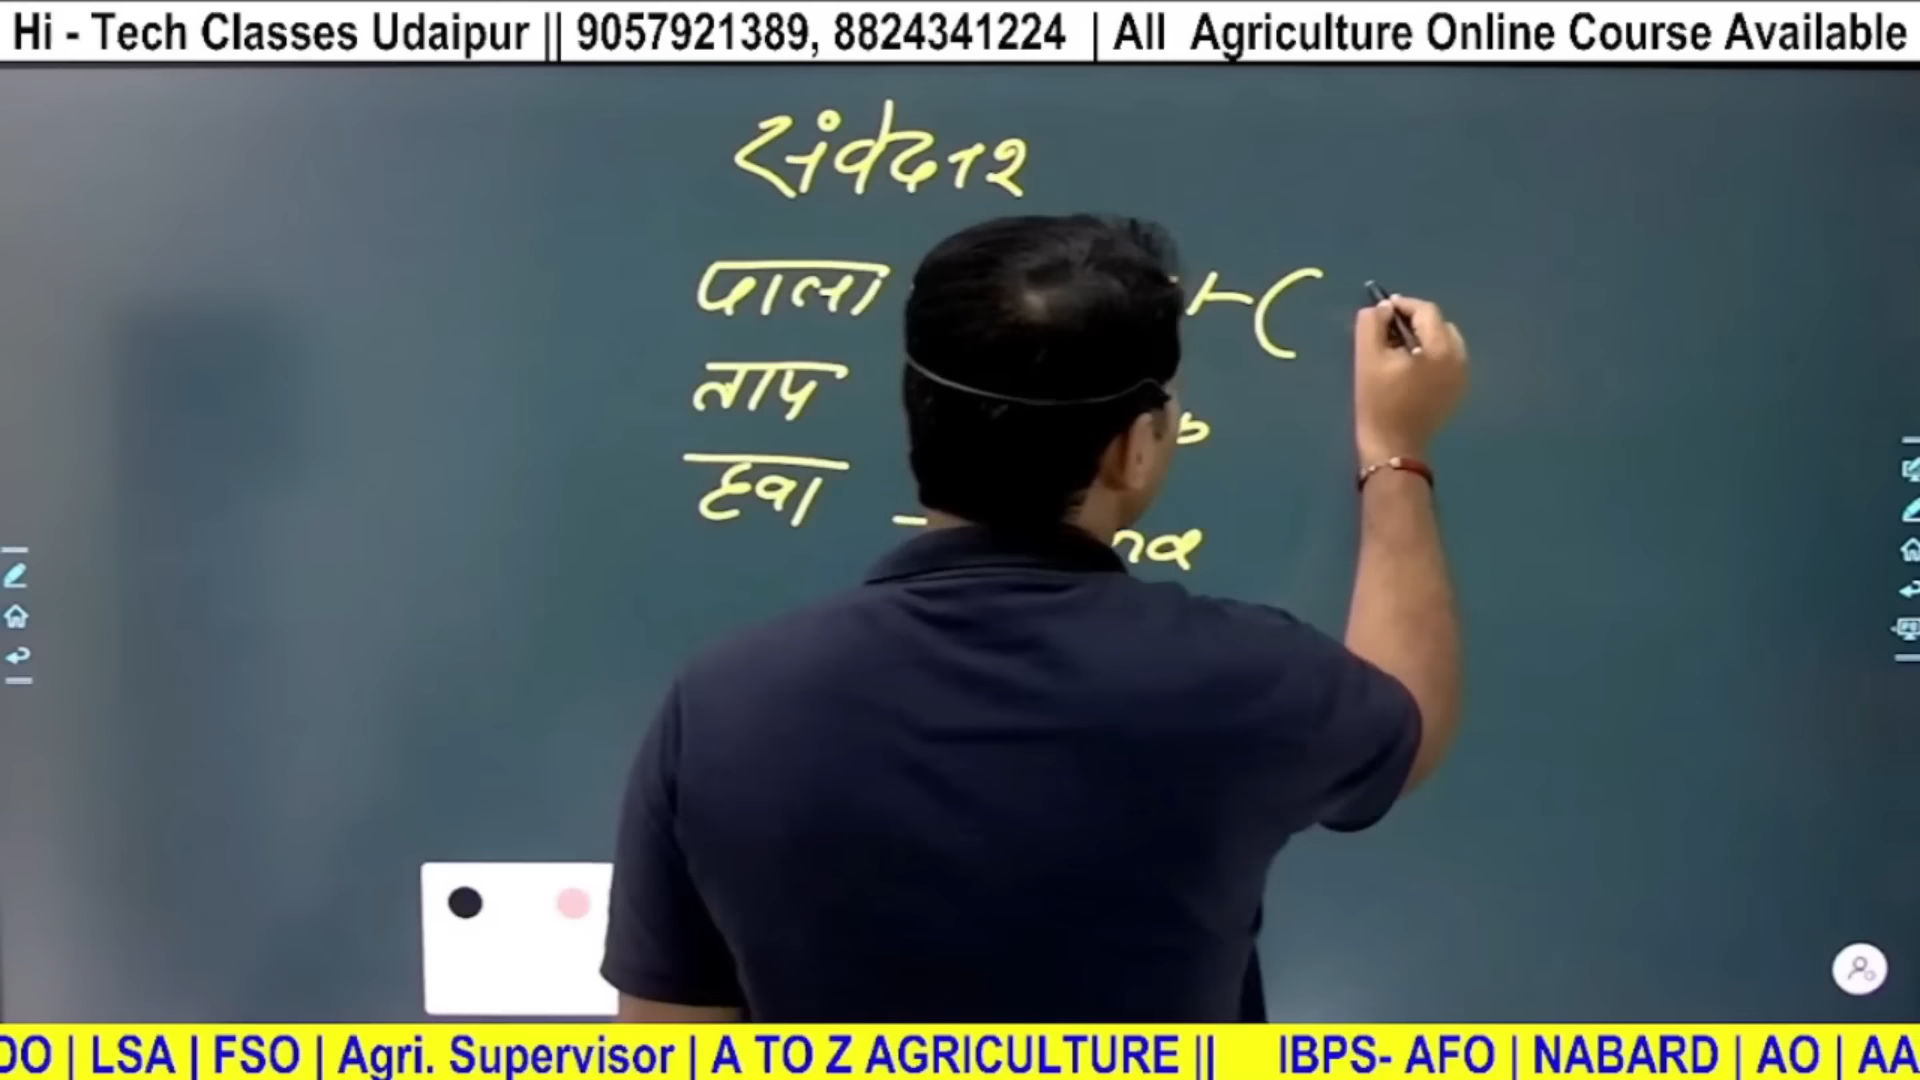 Hi - Tech Classes Udaipur || 9057921389, 8824341224 | All Agriculture Online Course Available
संवेदनशील
पाला
ताप
हवा -
| LSA | FSO | Agri. Supervisor | A TO Z AGRICULTURE || IBPS- AFO | NABARD | AO | AA